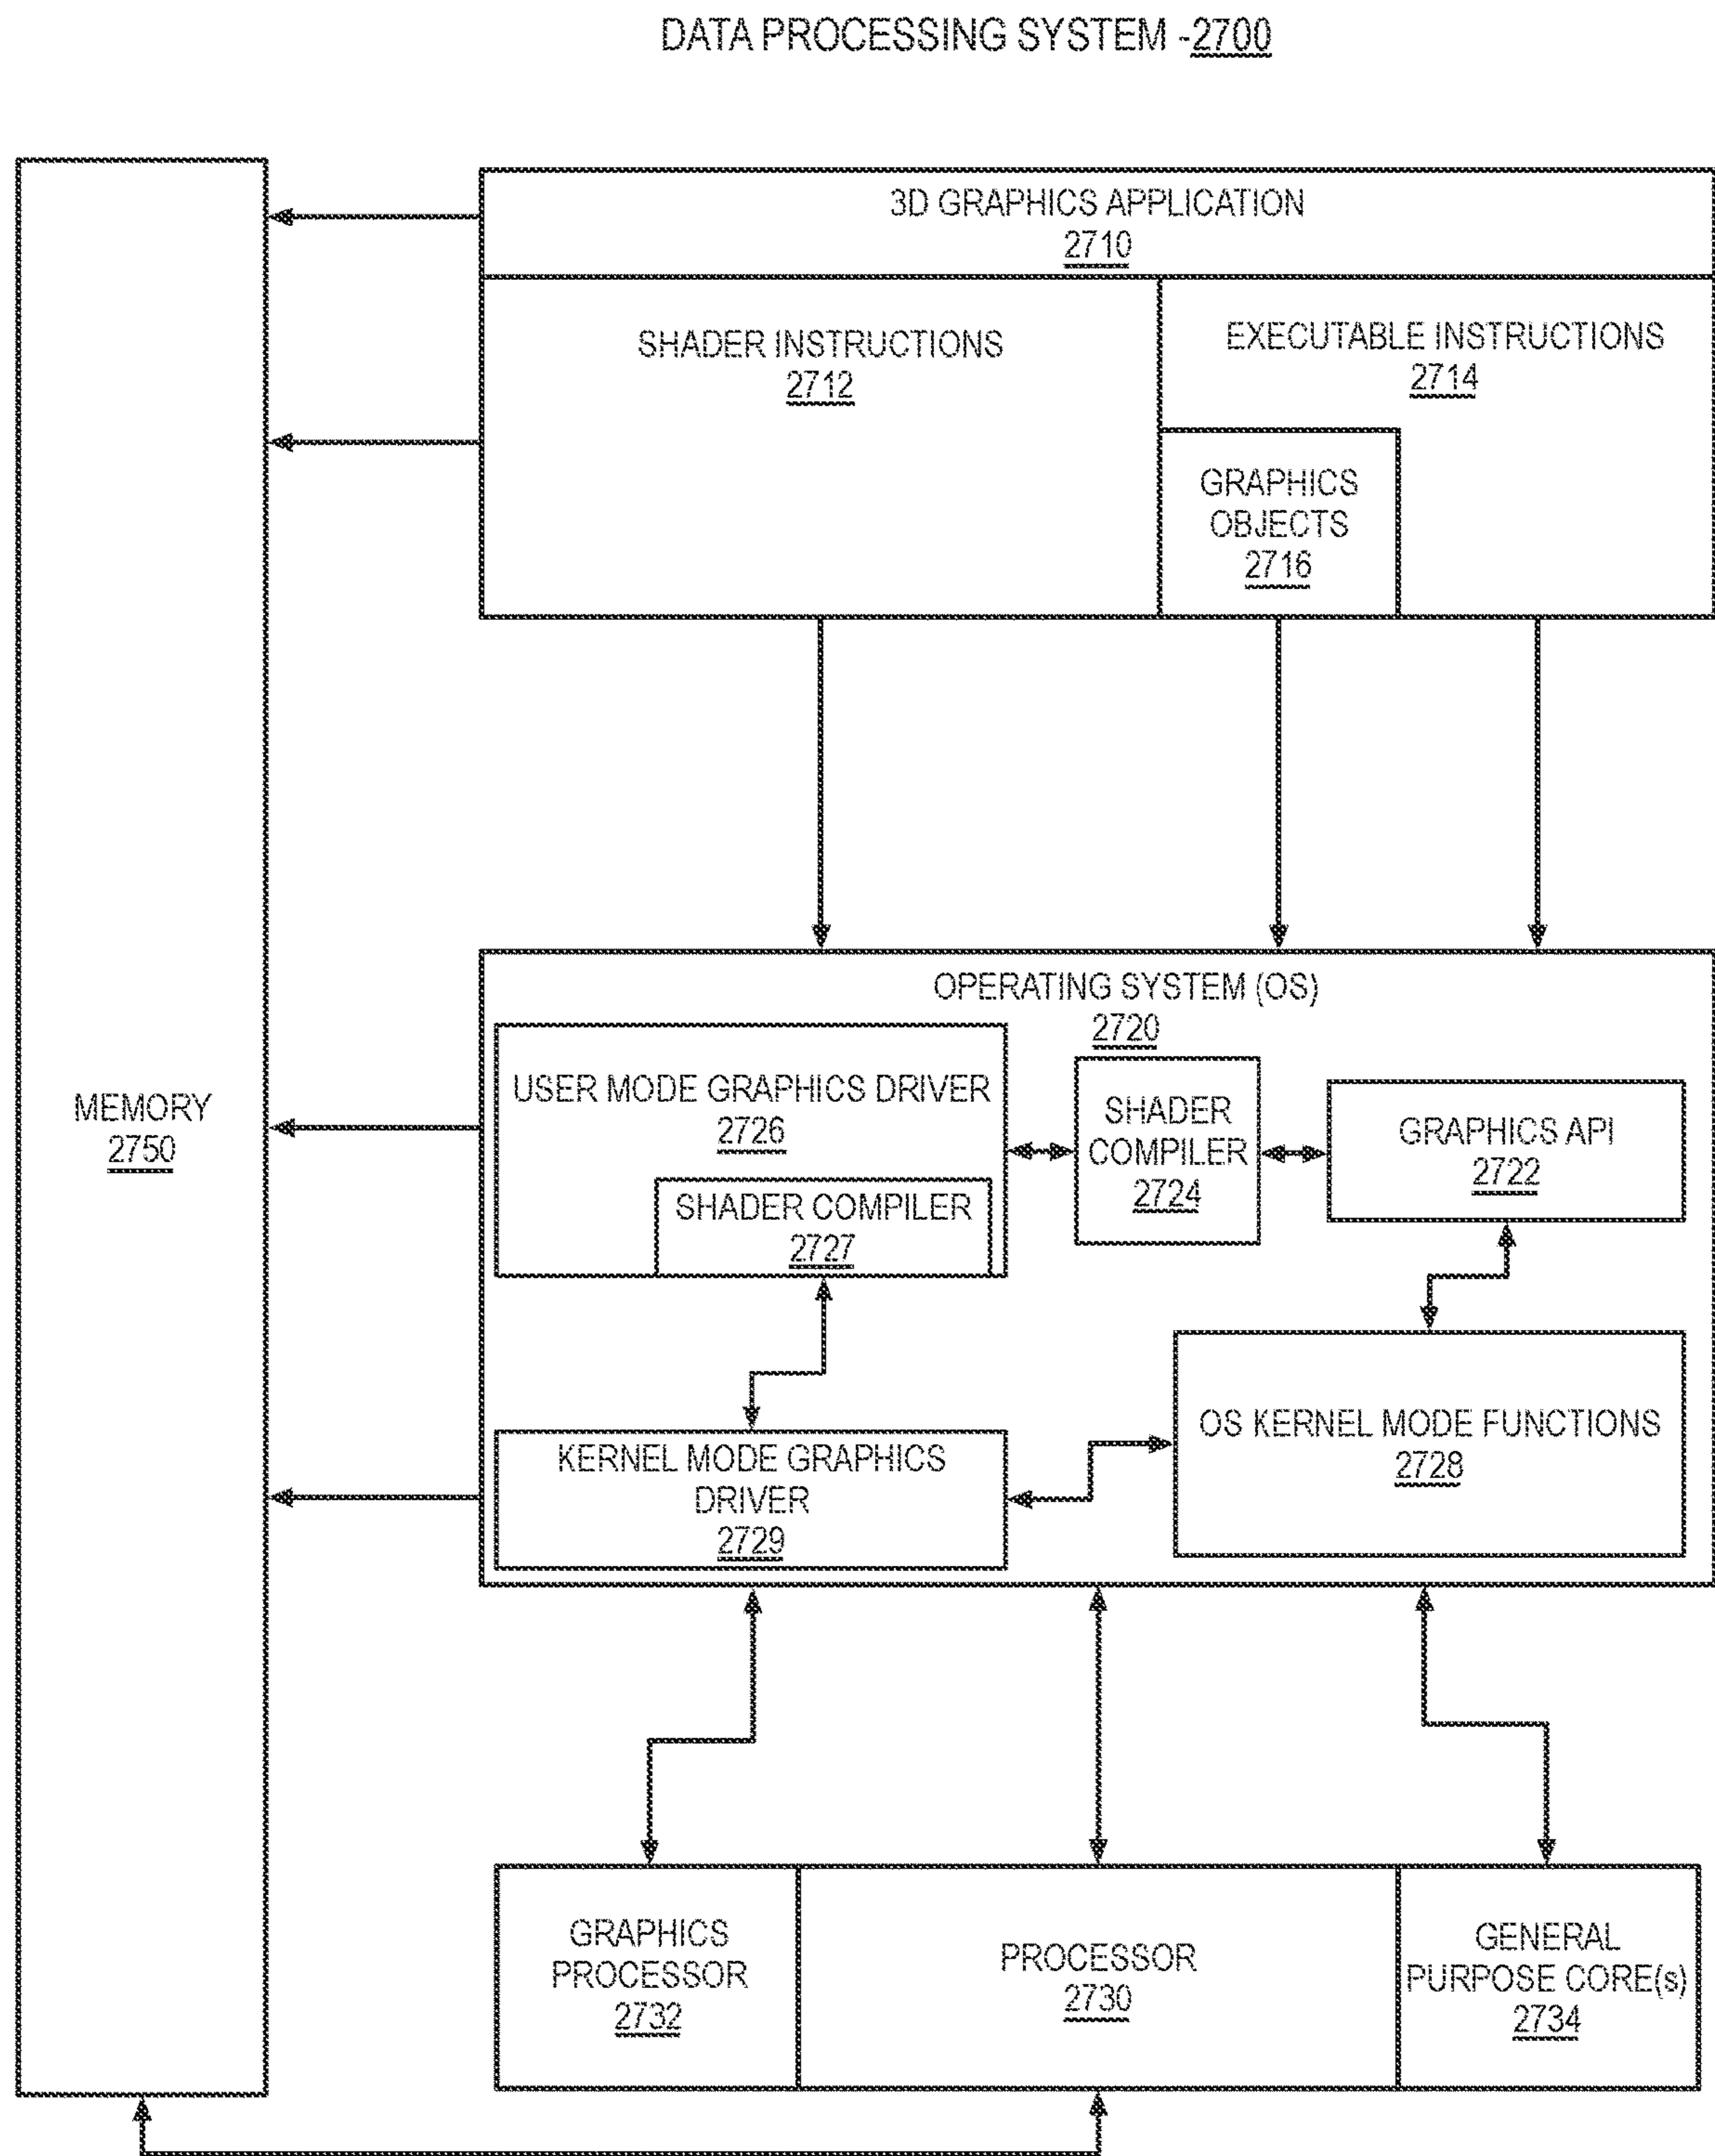 DATA PROCESSING SYSTEM -2700
3D GRAPHICS APPLICATION
2710
SHADER INSTRUCTIONS
2712
EXECUTABLE INSTRUCTIONS
2714
GRAPHICS
OBJECTS
2716
MEMORY
2750
OPERATING SYSTEM (OS)
2720
USER MODE GRAPHICS DRIVER
2726
SHADER COMPILER
2727
SHADER
COMPILER
2724
GRAPHICS API
2722
KERNEL MODE GRAPHICS
DRIVER
2729
OS KERNEL MODE FUNCTIONS
2728
GRAPHICS
PROCESSOR
2732
PROCESSOR
2730
GENERAL
PURPOSE CORE(s)
2734